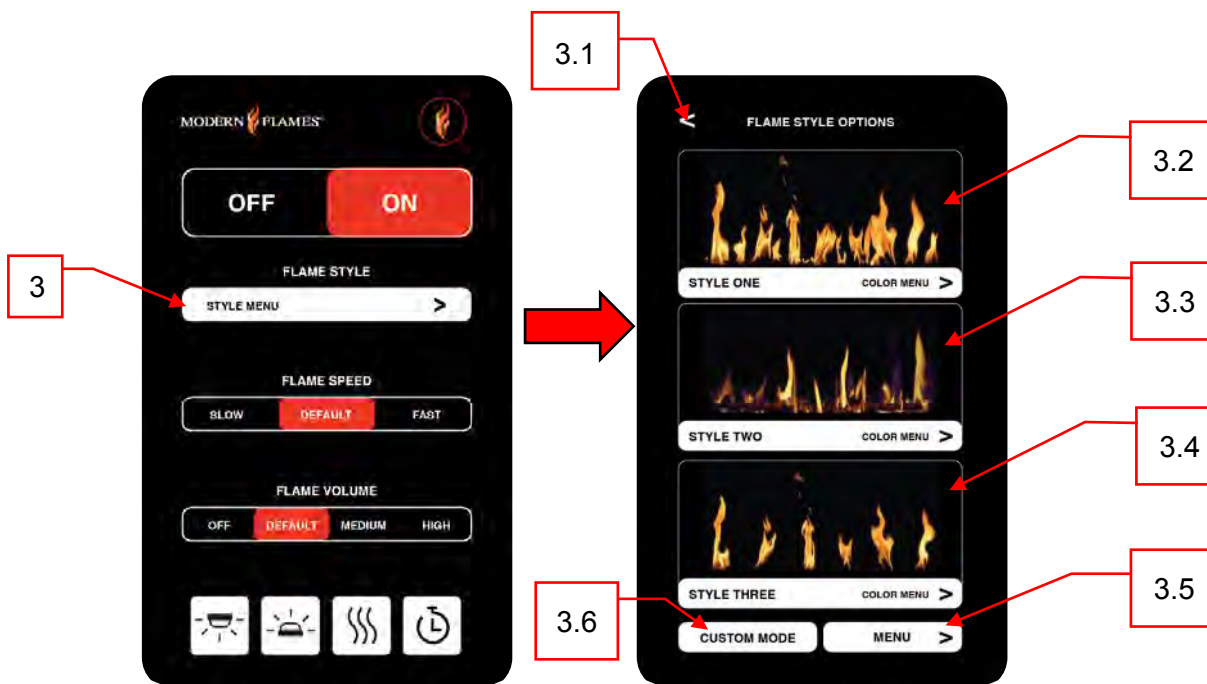 3.1
MODERN FLAMES
< FLAME STYLE OPTIONS
3.2
OFF ON
FLAME STYLE
3
STYLE MENU >
STYLE ONE COLOR MENU >
3.3
FLAME SPEED
SLOW DEFAULT FAST
STYLE TWO COLOR MENU >
3.4
FLAME VOLUME
OFF DEFAULT MEDIUM HIGH
STYLE THREE COLOR MENU >
3.5
3.6
CUSTOM MODE MENU >